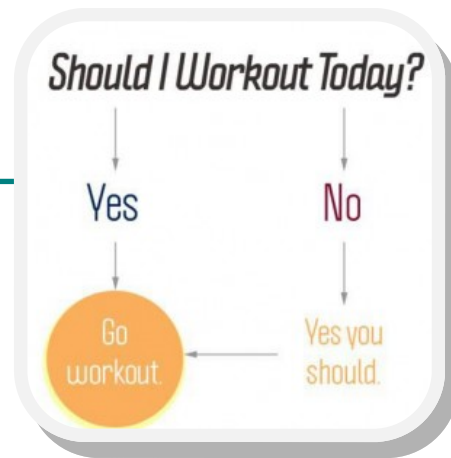 Should I Workout Today?
Yes
No
Go
workout.
Yes you
should.